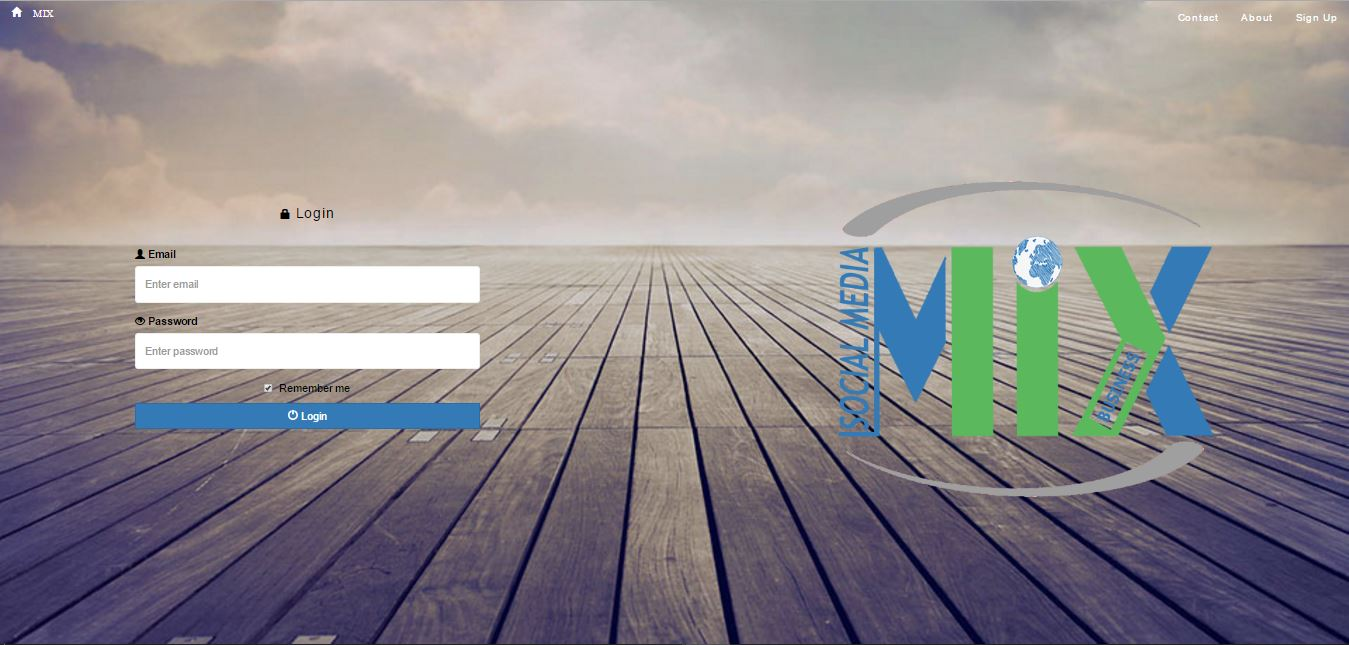 MIX
Contact About Sign Up
Login
Email
Enter email
Password
Enter password
Remember me
Login
SOCIAL MEDIA
MIX
BUSINESS